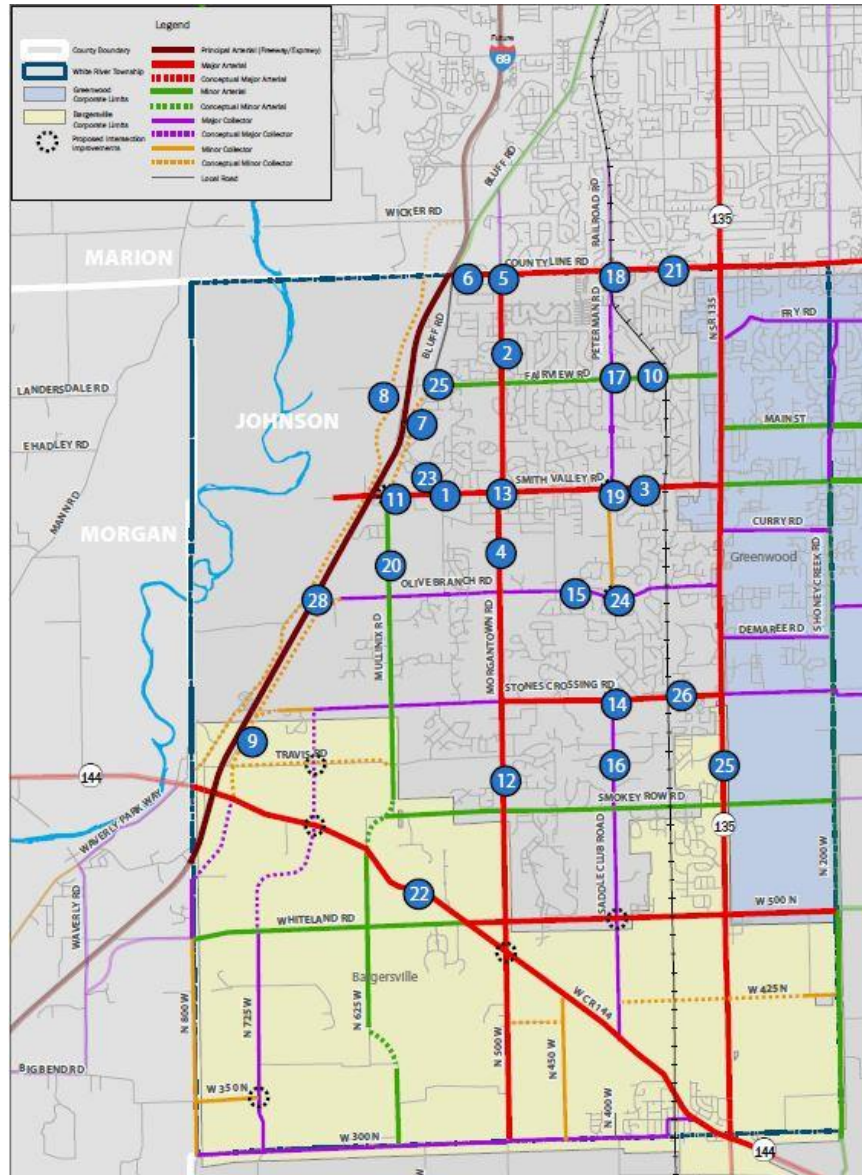 Legend
County Boundary
White River Township
Greenwood
Corporate Limits
Bargersville
Corporate Limits
Proposed Intersection
Improvements
Principal Arterial (Freeway/Expwy)
Major Arterial
Conceptual Major Arterial
Minor Arterial
Conceptual Minor Arterial
Major Collector
Conceptual Major Collector
Minor Collector
Conceptual Minor Collector
Local Road
Future
69
BLUFF RD
RAILROAD RD
WICKER RD
135
MARION
COUNTY LINE RD
6
5
18
21
PETERMAN RD
N SR 135
FRY RD
BLUFF RD
2
LANDERSDALE RD
FAIRVIEW RD
8
25
17
10
JOHNSON
7
MAIN ST
E HADLEY RD
MANN RD
23
SMITH VALLEY RD
11
1
13
19
3
MORGAN
CURRY RD
4
Greenwood
SHONEY CREEK RD
20
OLIVE BRANCH RD
28
15
24
DEMAREE RD
MULLINIX RD
MORGANTOWN RD
STONES CROSSING RD
26
14
9
TRAVIS RD
144
12
16
25
WAVERLY PARK WAY
SMOKEY ROW RD
135
N 200 W
SADDLE CLUB ROAD
22
W 500 N
WAVERLY RD
WHITELAND RD
Bargersville
W CR 144
W 425 N
N 800 W
N 725 W
N 625 W
N 500 W
N 450 W
BIG BEND RD
W 350 N
N 400 W
W 300 N
144
W